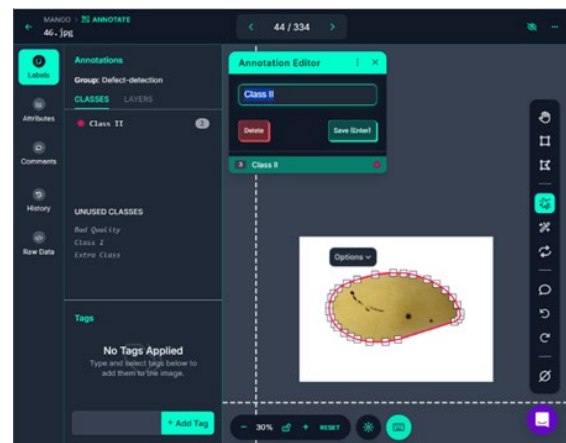 MANGO > ANNOTATE
← 46.jpg
< 44 / 334 >
Labels
Attributes
Comments
History
Raw Data
Annotations
Group: Defect-detection
CLASSES LAYERS
Class II 2
UNUSED CLASSES
Bad Quality
Class I
Extra Class
Tags
No Tags Applied
Type and select tags below to
add them to the image.
+ Add Tag
Annotation Editor
Class II
Delete Save (Enter)
3 Class II
Options
- 30% + RESET